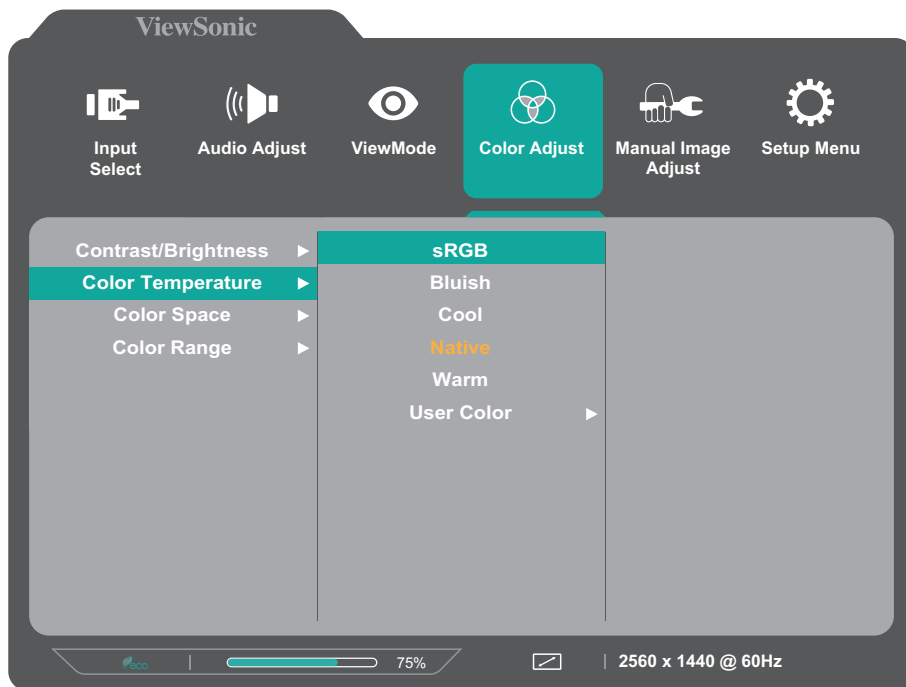 ViewSonic
Input
Select
Audio Adjust
ViewMode
Color Adjust
Manual Image
Adjust
Setup Menu
Contrast/Brightness
Color Temperature
Color Space
Color Range
sRGB
Bluish
Cool
Native
Warm
User Color
eco
75%
2560 x 1440 @ 60Hz